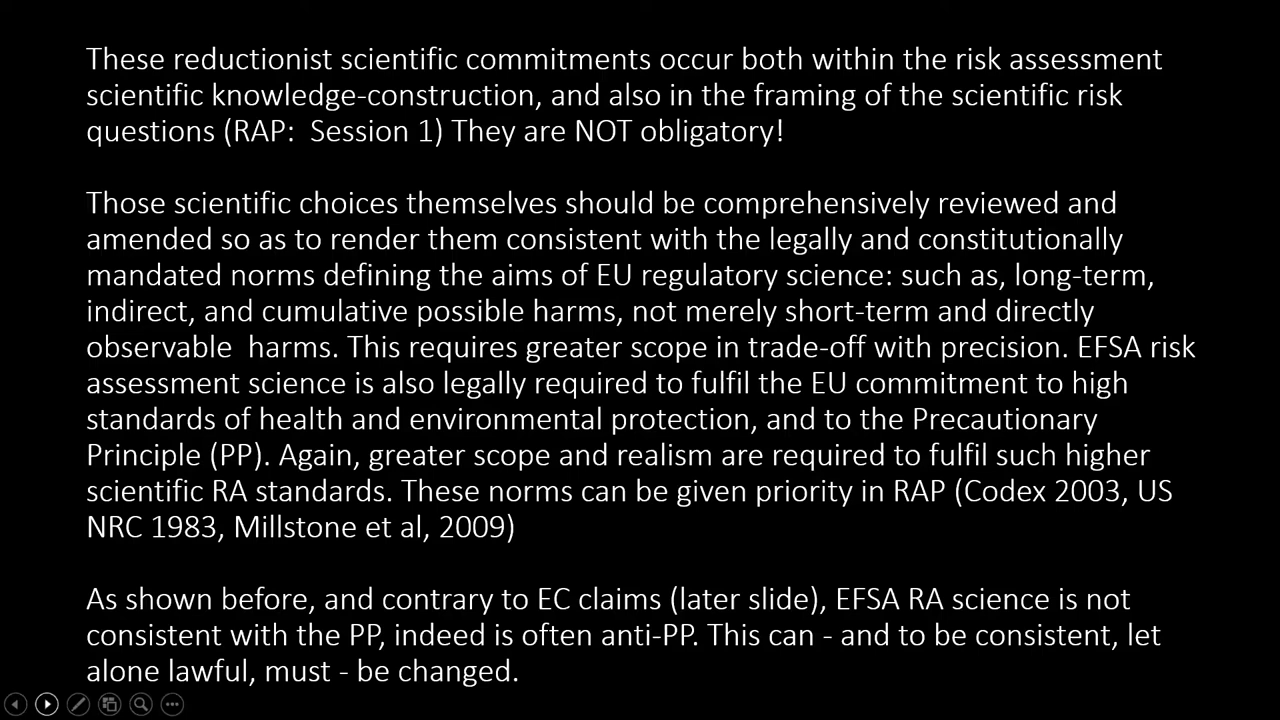 These reductionist scientific commitments occur both within the risk assessment
scientific knowledge-construction, and also in the framing of the scientific risk
questions (RAP:  Session 1) They are NOT obligatory!
Those scientific choices themselves should be comprehensively reviewed and
amended so as to render them consistent with the legally and constitutionally
mandated norms defining the aims of EU regulatory science: such as, long-term,
indirect, and cumulative possible harms, not merely short-term and directly
observable  harms. This requires greater scope in trade-off with precision. EFSA risk
assessment science is also legally required to fulfil the EU commitment to high
standards of health and environmental protection, and to the Precautionary
Principle (PP). Again, greater scope and realism are required to fulfil such higher
scientific RA standards. These norms can be given priority in RAP (Codex 2003, US
NRC 1983, Millstone et al, 2009)
As shown before, and contrary to EC claims (later slide), EFSA RA science is not
consistent with the PP, indeed is often anti-PP. This can - and to be consistent, let
alone lawful, must - be changed.